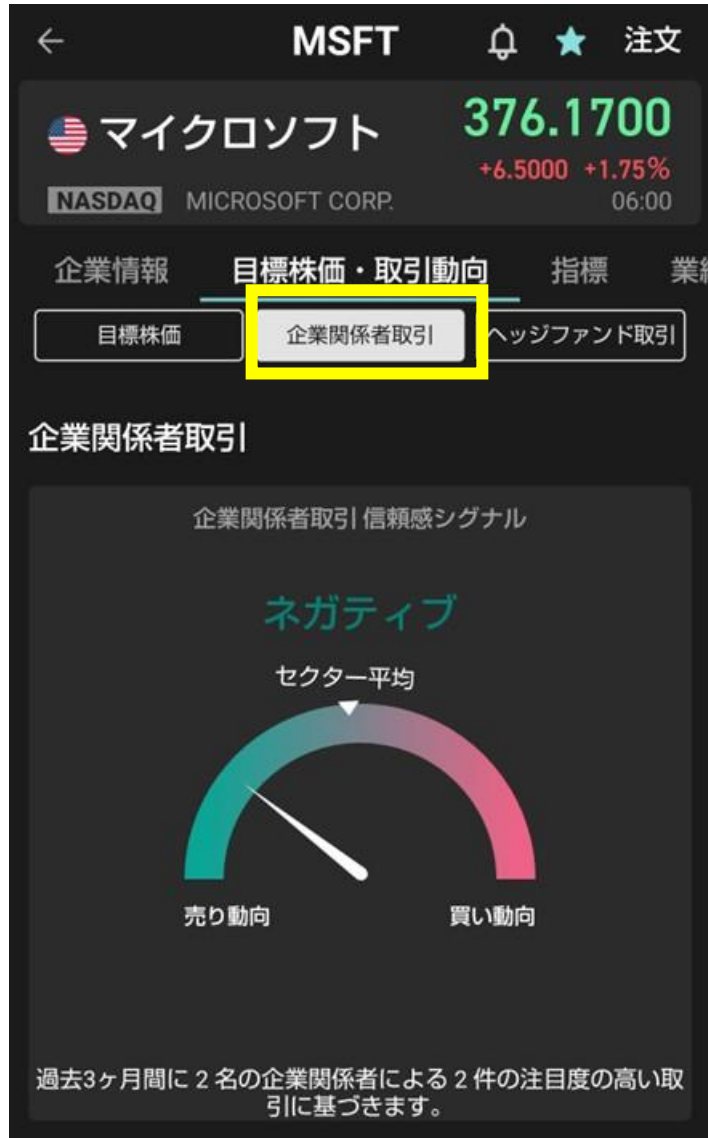 MSFT 注文
マイクロソフト 376.1700
+6.5000 +1.75%
NASDAQ MICROSOFT CORP. 06:00
企業情報 目標株価・取引動向 指標 業績
目標株価 企業関係者取引 ヘッジファンド取引
企業関係者取引
企業関係者取引 信頼感シグナル
ネガティブ
セクター平均
売り動向 買い動向
過去3ヶ月間に 2 名の企業関係者による 2 件の注目度の高い取
引に基づきます。